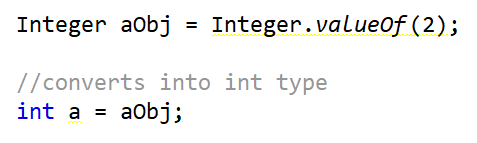 Integer aObj = Integer.valueOf(2);
//converts into int type
int a = aObj;